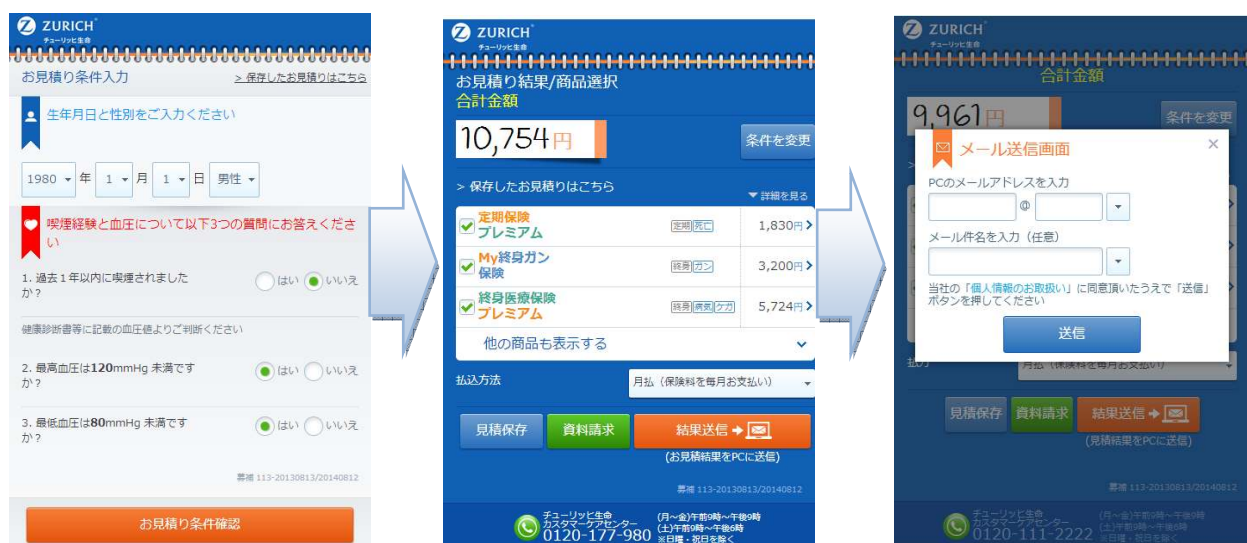 ZURICH
チューリッヒ生命
お見積り条件入力
> 保存したお見積りはこちら
生年月日と性別をご入力ください
1980 年 1 月 1 日 男性
喫煙経験と血圧について以下3つの質問にお答えくださ
い
1. 過去1年以内に喫煙されました
か?
はい いいえ
健康診断書等に記載の血圧値よりご判断ください
2. 最高血圧は120mmHg 未満です
か?
はい いいえ
3. 最低血圧は80mmHg 未満です
か?
はい いいえ
募補 113-20130813/20140812
お見積り条件確認
ZURICH
チューリッヒ生命
お見積り結果/商品選択
合計金額
10,754円
条件を変更
> 保存したお見積りはこちら
▼詳細を見る
定期保険
プレミアム
定期 死亡
1,830円
My終身ガン
保険
終身 ガン
3,200円
終身医療保険
プレミアム
終身 病気 ケガ
5,724円
他の商品も表示する
払込方法
月払（保険料を毎月お支払い）
見積保存
資料請求
結果送信
(お見積結果をPCに送信)
募補 113-20130813/20140812
チューリッヒ生命
カスタマーケアセンター
0120-177-980
(月～金)午前9時～午後9時
(土)午前9時～午後6時
※日曜・祝日を除く
ZURICH
チューリッヒ生命
合計金額
9,961円
条件を変更
>
メール送信画面
×
PCのメールアドレスを入力
@
メール件名を入力（任意）
当社の「個人情報のお取扱い」に同意頂いたうえで「送信」
ボタンを押してください
送信
月払（保険料を毎月お支払い）
見積保存
資料請求
結果送信
(見積結果をPCに送信)
募補 113-20130813/20140812
チューリッヒ生命
カスタマーケアセンター
0120-111-2222
(月～金)午前9時～午後9時
(土)午前9時～午後6時
※日曜・祝日を除く